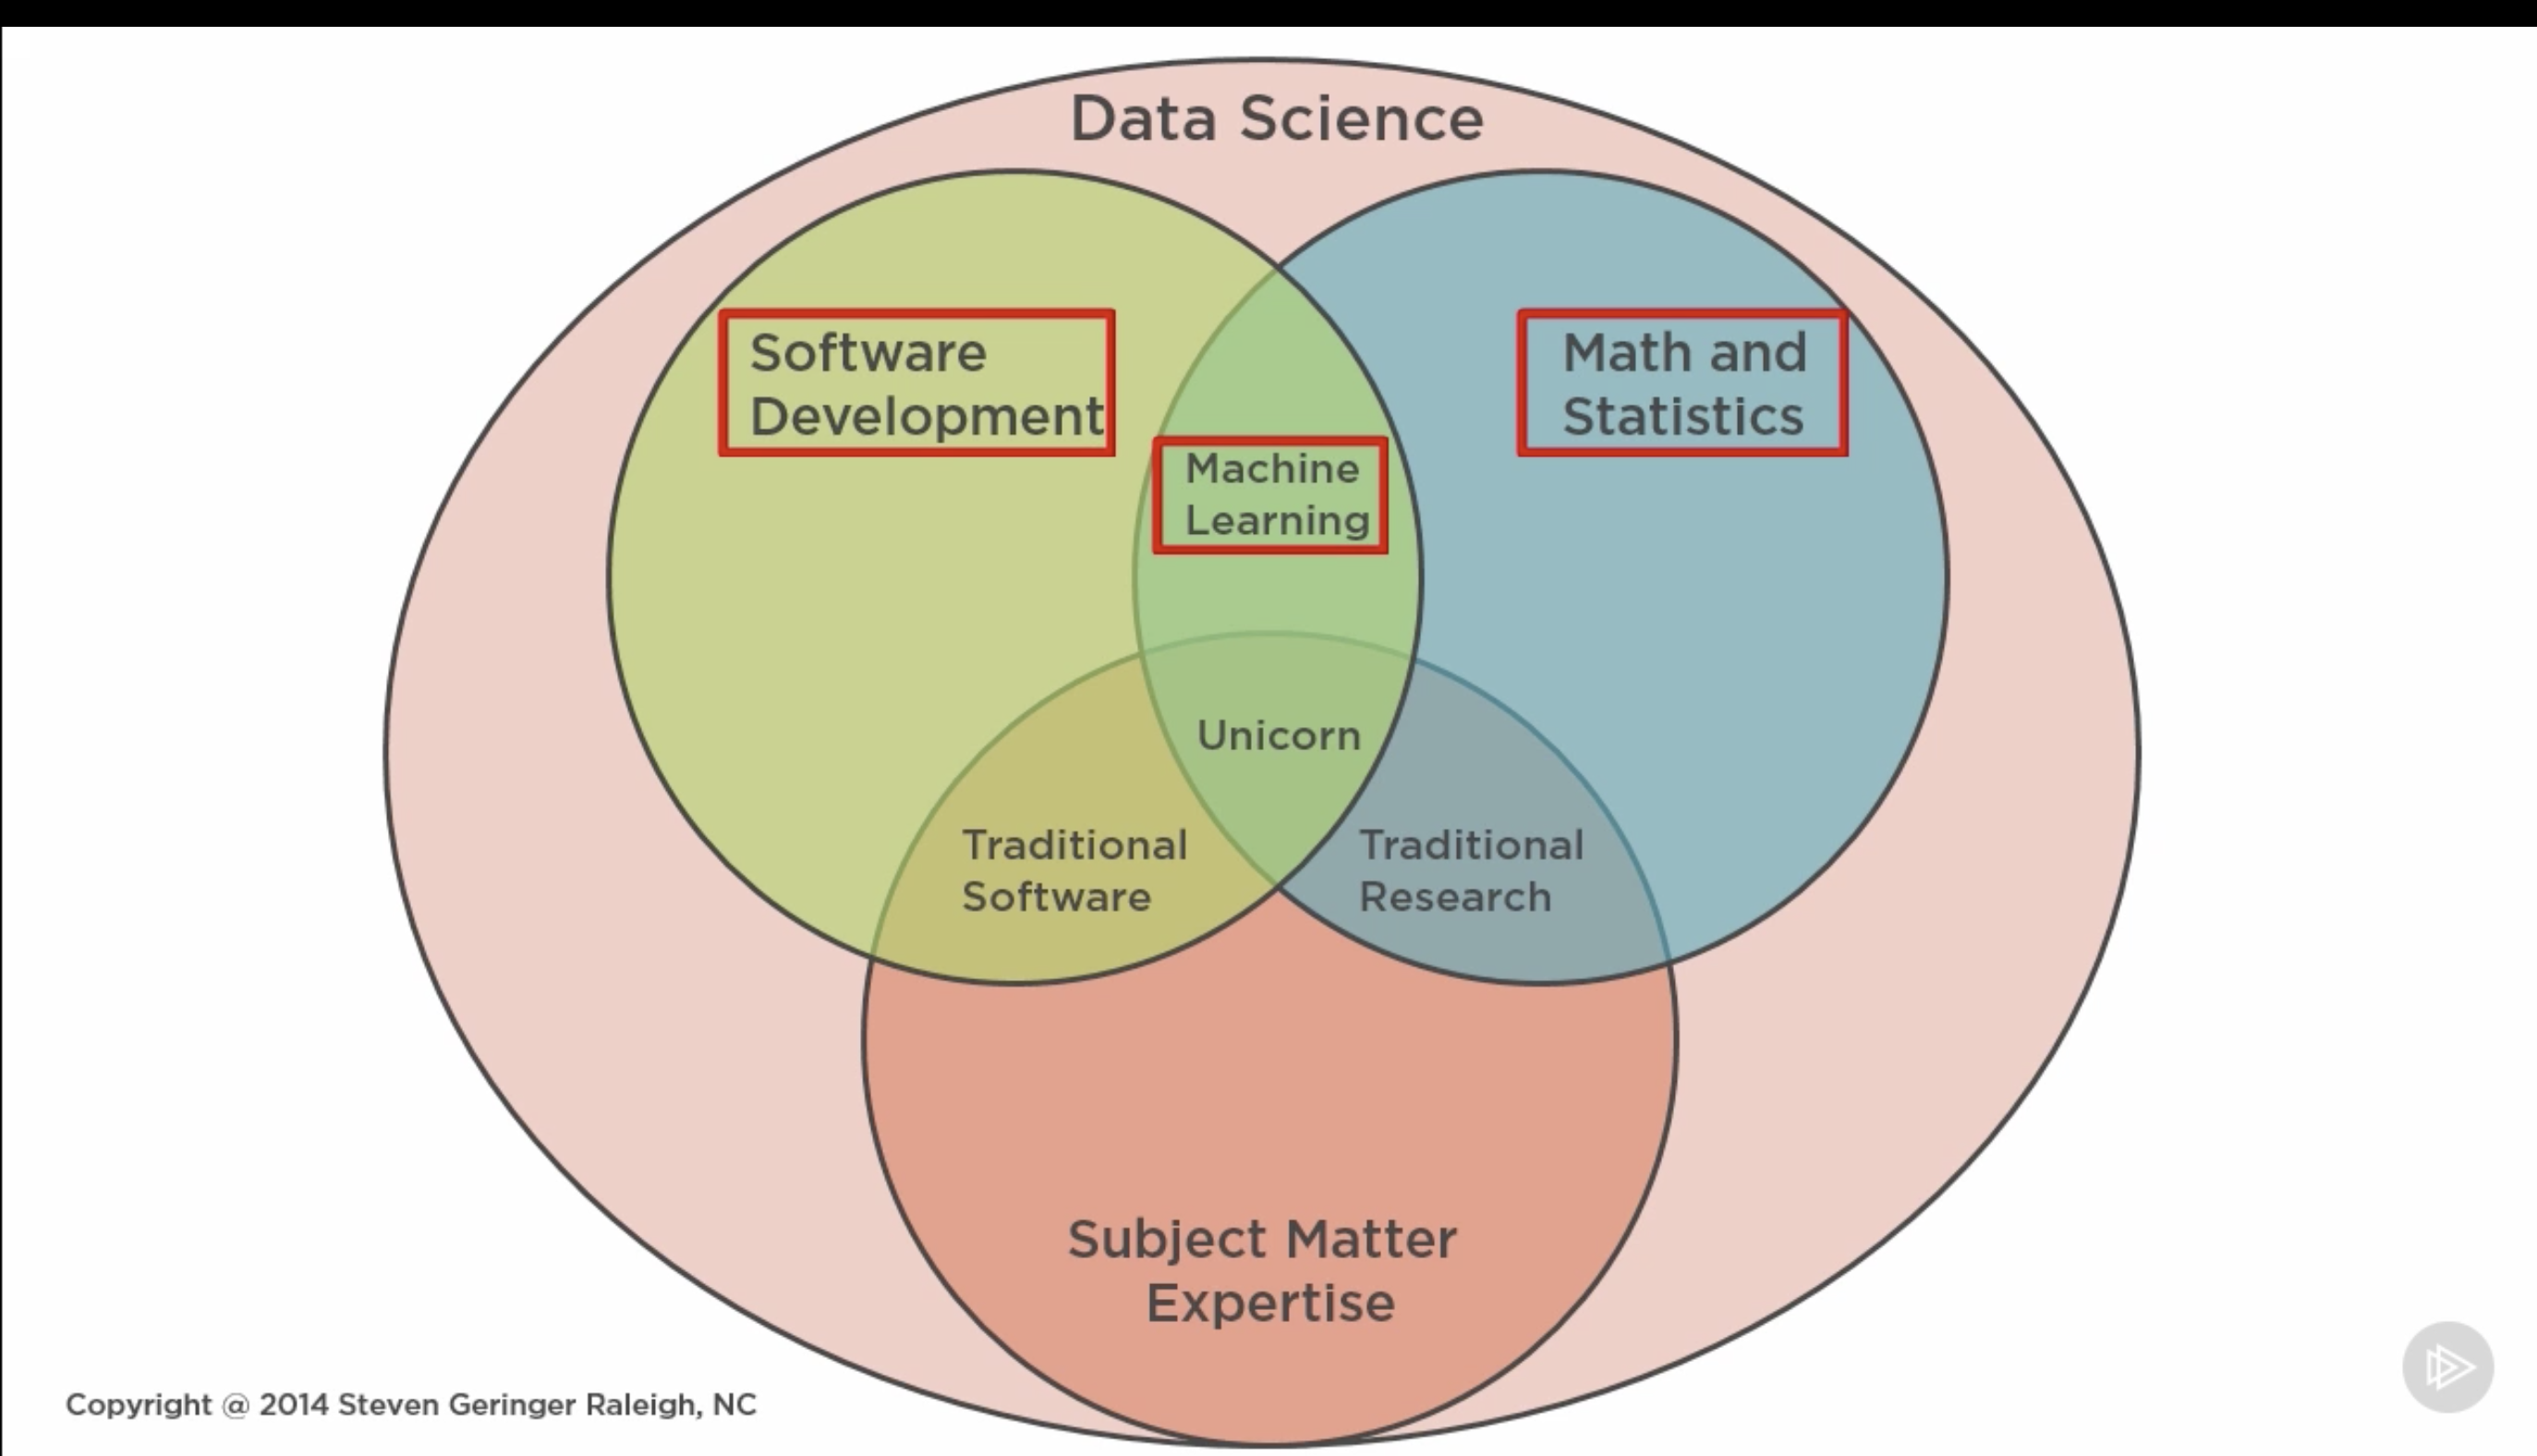 Data Science
Software
Development
Math and
Statistics
Machine
Learning
Unicorn
Traditional
Software
Traditional
Research
Subject Matter
Expertise
Copyright @ 2014 Steven Geringer Raleigh, NC